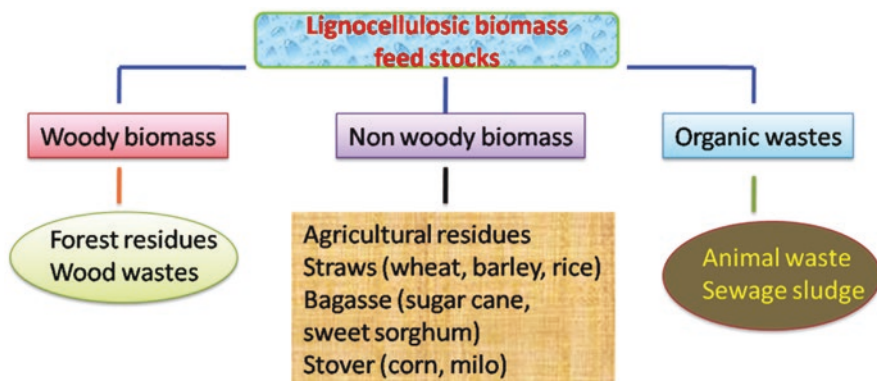 Lignocellulosic biomass
feed stocks
Woody biomass
Non woody biomass
Organic wastes
Forest residues
Wood wastes
Agricultural residues
Straws (wheat, barley, rice)
Bagasse (sugar cane,
sweet sorghum)
Stover (corn, milo)
Animal waste
Sewage sludge